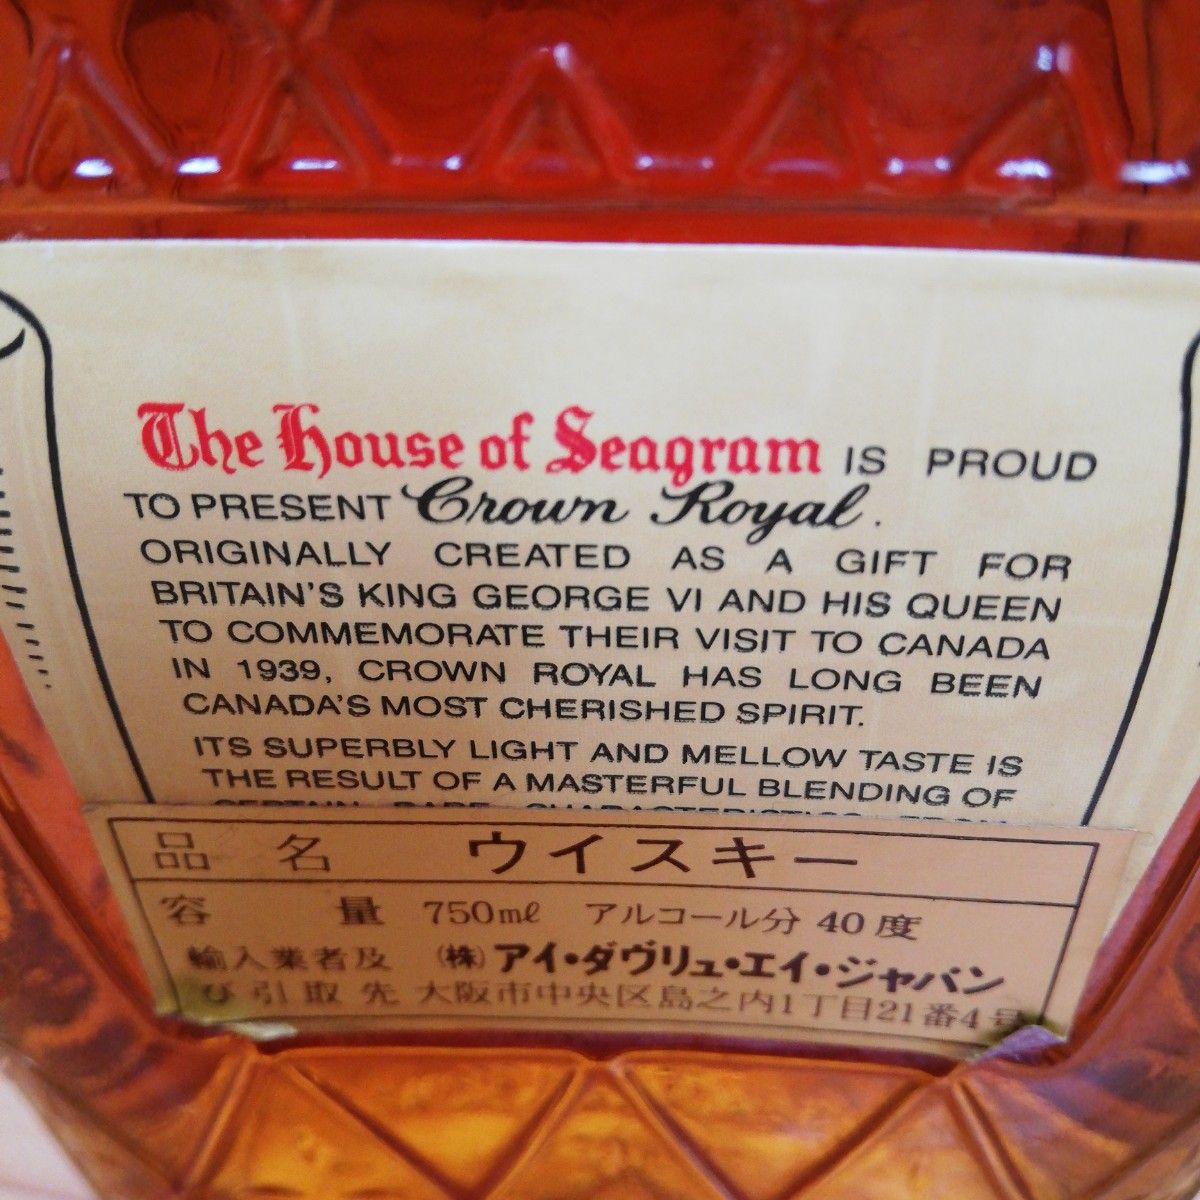 The House of Seagram IS PROUD
TO PRESENT Crown Royal.
ORIGINALLY CREATED AS A GIFT FOR
BRITAIN'S KING GEORGE VI AND HIS QUEEN
TO COMMEMORATE THEIR VISIT TO CANADA
IN 1939, CROWN ROYAL HAS LONG BEEN
CANADA'S MOST CHERISHED SPIRIT.
ITS SUPERBLY LIGHT AND MELLOW TASTE IS
THE RESULT OF A MASTERFUL BLENDING OF
CERTAIN RARE CHARACTERISTICS FROM
品名 ウイスキー
容量 750mℓ アルコール分 40度
輸入業者及 (株)アイ・ダヴリュ・エイ・ジャパン
び引取先 大阪市中央区島之内1丁目21番4号